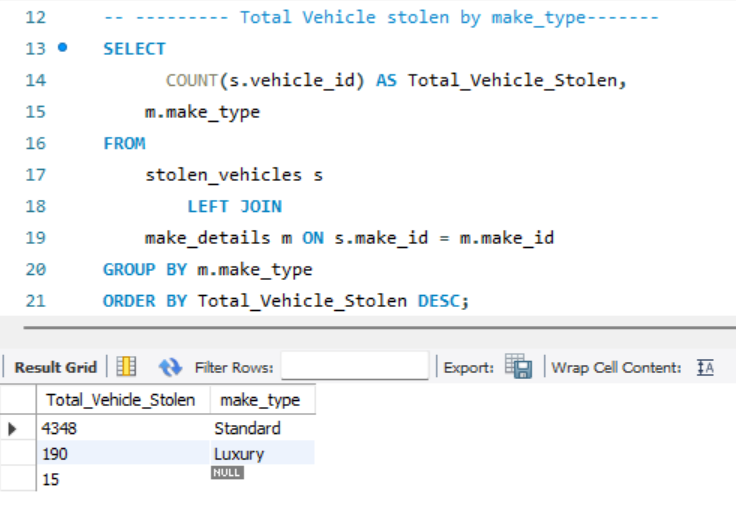 12 -- --------- Total Vehicle stolen by make_type-------
13 SELECT
14 COUNT(s.vehicle_id) AS Total_Vehicle_Stolen,
15 m.make_type
16 FROM
17 stolen_vehicles s
18 LEFT JOIN
19 make_details m ON s.make_id = m.make_id
20 GROUP BY m.make_type
21 ORDER BY Total_Vehicle_Stolen DESC;
Result Grid Filter Rows: Export: Wrap Cell Content: IA
Total_Vehicle_Stolen make_type
4348 Standard
190 Luxury
15 NULL